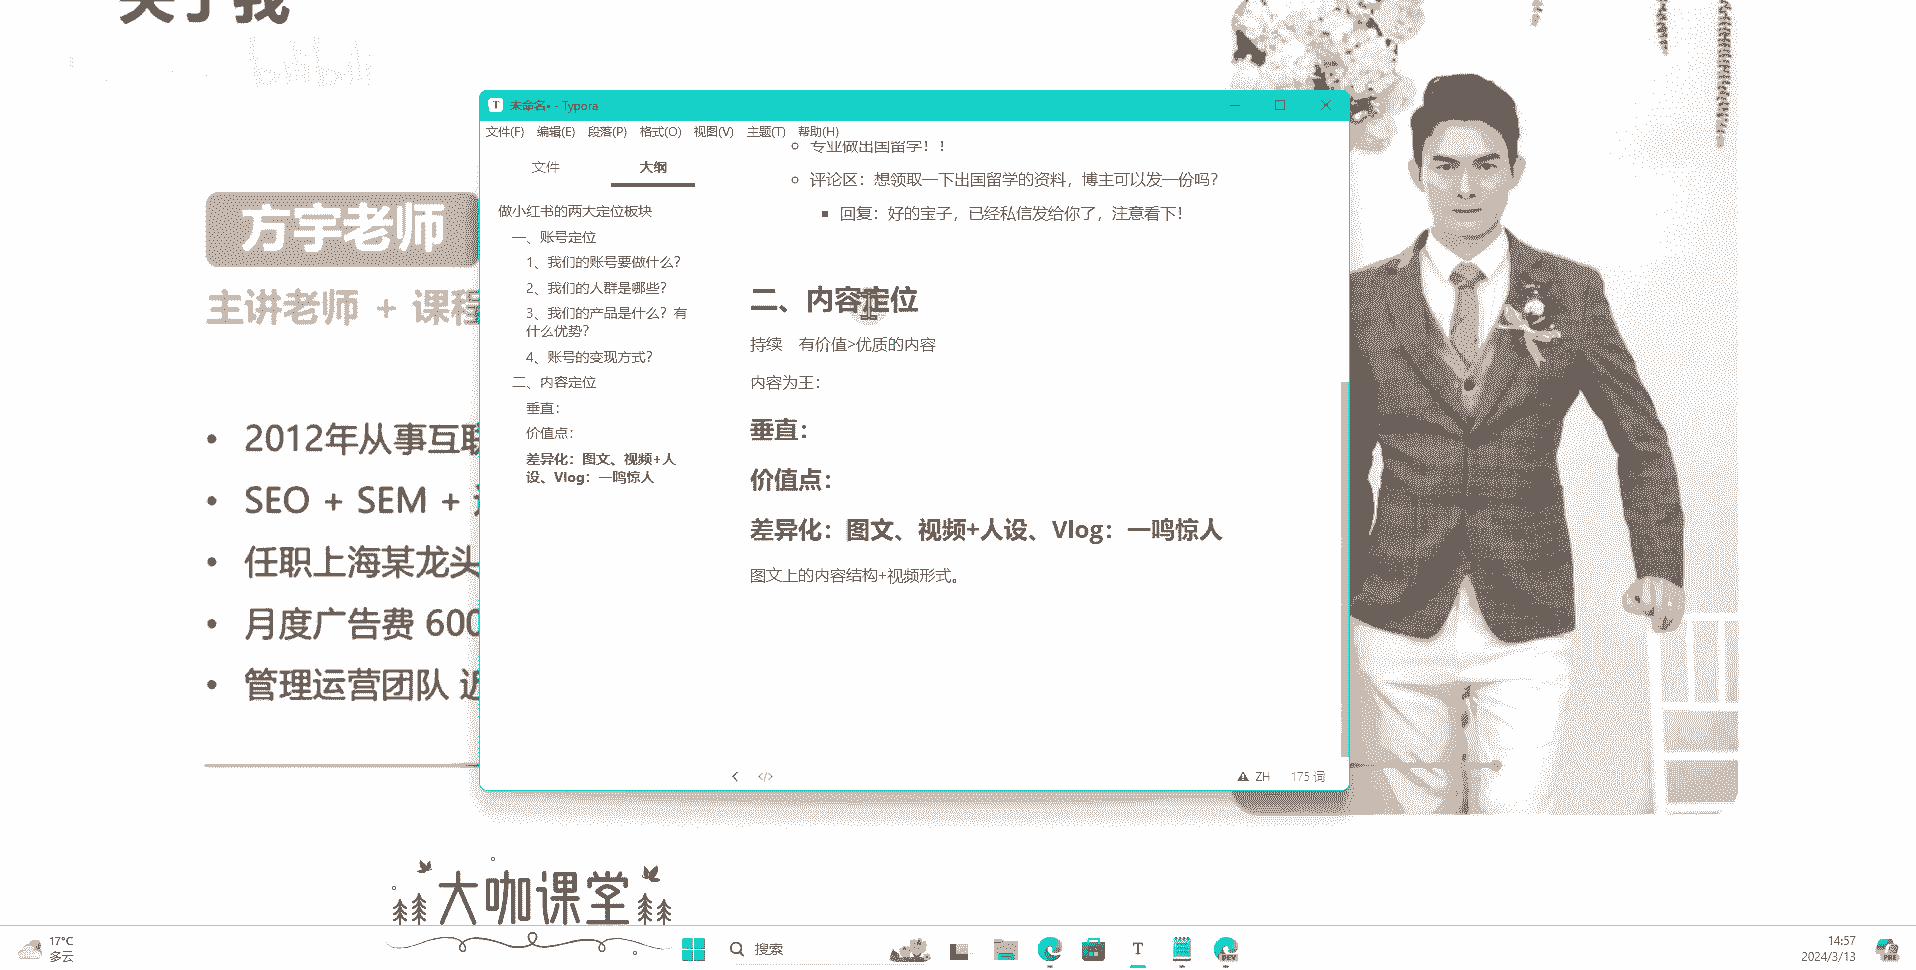 关于我
bilibili
未命名• - Typora
文件(F) 编辑(E) 段落(P) 格式(O) 视图(V) 主题(T) 帮助(H)
文件 大纲
做小红书的两大定位板块
一、账号定位
1、我们的账号要做什么？
2、我们的人群是哪些？
3、我们的产品是什么？有
什么优势？
4、账号的变现方式？
二、内容定位
垂直：
价值点：
差异化：图文、视频+人
设、Vlog：一鸣惊人
专业做出国留学！！
评论区：想领取一下出国留学的资料，博主可以发一份吗？
回复：好的宝子，已经私信发给你了，注意看下！
二、内容定位
持续 有价值>优质的内容
内容为王：
垂直：
价值点：
差异化：图文、视频+人设、Vlog：一鸣惊人
图文上的内容结构+视频形式。
ZH 175 词
方宇老师
主讲老师 + 课程
• 2012年从事互联
• SEO + SEM +
• 任职上海某龙头
• 月度广告费 600
• 管理运营团队 近
大咖课堂
17°C
多云
搜索
DEV
14:57
2024/3/13
PRE